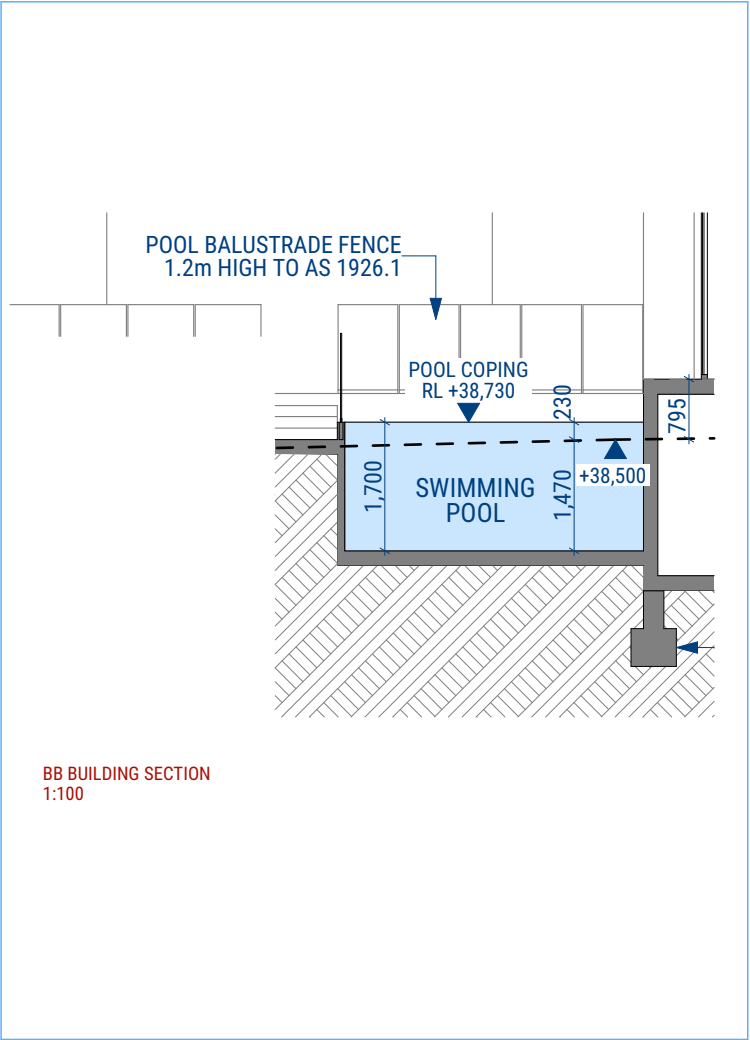 POOL BALUSTRADE FENCE
1.2m HIGH TO AS 1926.1
POOL COPING
RL +38,730
230
795
1,700
SWIMMING
POOL
1,470
+38,500
BB BUILDING SECTION
1:100